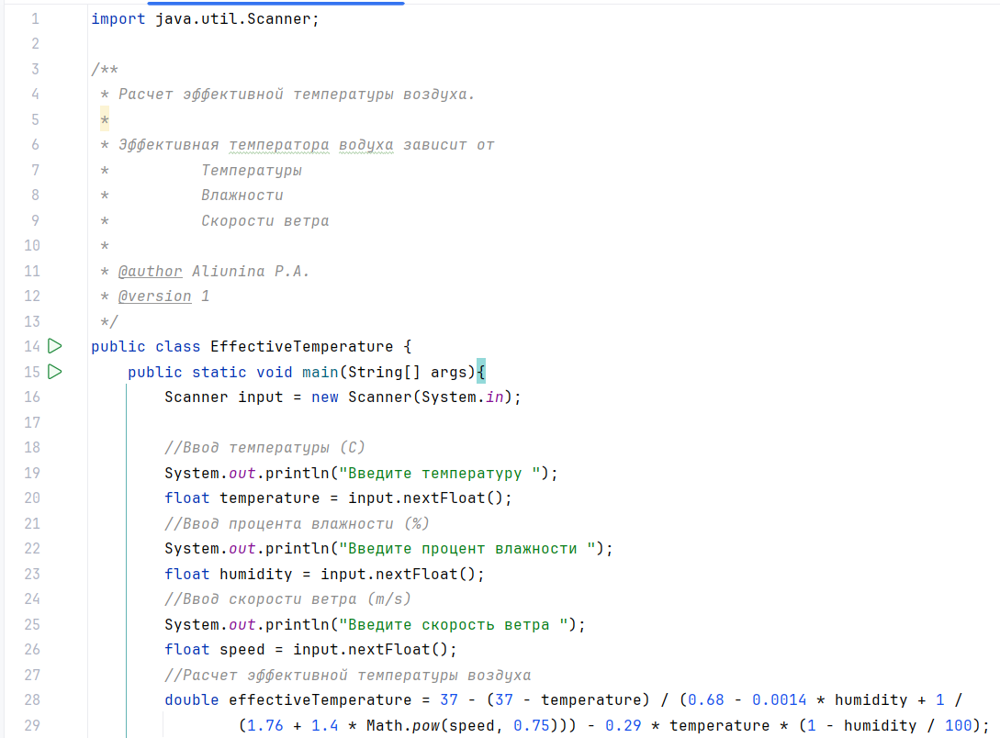 1 import java.util.Scanner;
2
3 /**
4 * Расчет эффективной температуры воздуха.
5 *
6 * Эффективная температора водуха зависит от
7 * Температуры
8 * Влажности
9 * Скорости ветра
10 *
11 * @author Aliunina P.A.
12 * @version 1
13 */
14 public class EffectiveTemperature {
15 public static void main(String[] args){
16 Scanner input = new Scanner(System.in);
17
18 //Ввод температуры (C)
19 System.out.println("Введите температуру ");
20 float temperature = input.nextFloat();
21 //Ввод процента влажности (%)
22 System.out.println("Введите процент влажности ");
23 float humidity = input.nextFloat();
24 //Ввод скорости ветра (m/s)
25 System.out.println("Введите скорость ветра ");
26 float speed = input.nextFloat();
27 //Расчет эффективной температуры воздуха
28 double effectiveTemperature = 37 - (37 - temperature) / (0.68 - 0.0014 * humidity + 1 /
29 (1.76 + 1.4 * Math.pow(speed, 0.75))) - 0.29 * temperature * (1 - humidity / 100);